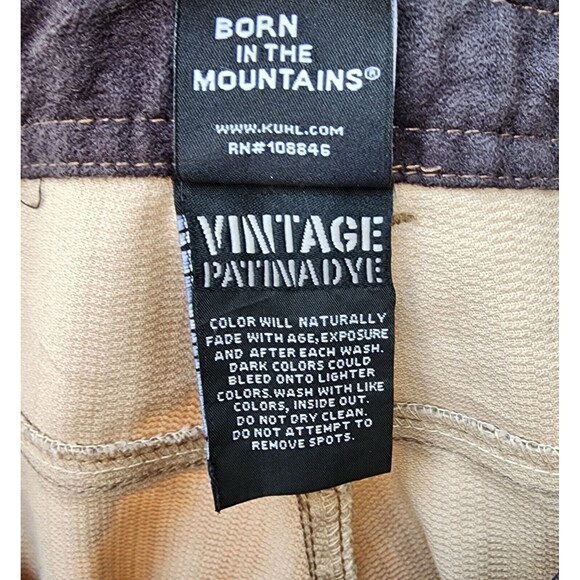 BORN
IN THE
MOUNTAINS®
WWW.KUHL.COM
RN#108846
VINTAGE
PATINADYE
COLOR WILL NATURALLY
FADE WITH AGE, EXPOSURE
AND AFTER EACH WASH.
DARK COLORS COULD
BLEED ONTO LIGHTER
COLORS. WASH WITH LIKE
COLORS, INSIDE OUT.
DO NOT DRY CLEAN.
DO NOT ATTEMPT TO
REMOVE SPOTS.